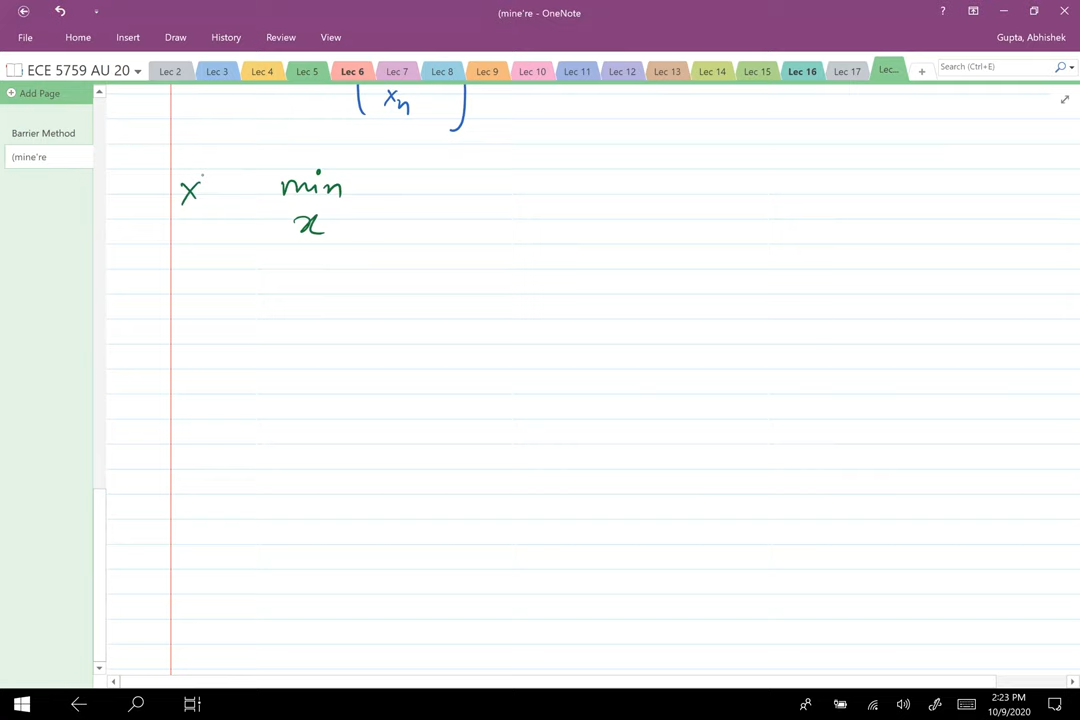 (mine're - OneNote
?
File Home Insert Draw History Review View
Gupta, Abhishek
ECE 5759 AU 20
Lec 2 Lec 3 Lec 4 Lec 5 Lec 6 Lec 7 Lec 8 Lec 9 Lec 10 Lec 11 Lec 12 Lec 13 Lec 14 Lec 15 Lec 16 Lec 17 Lec...
Search (Ctrl+E)
Add Page
Barrier Method
(mine're
xn
x min
x
2:23 PM
10/9/2020